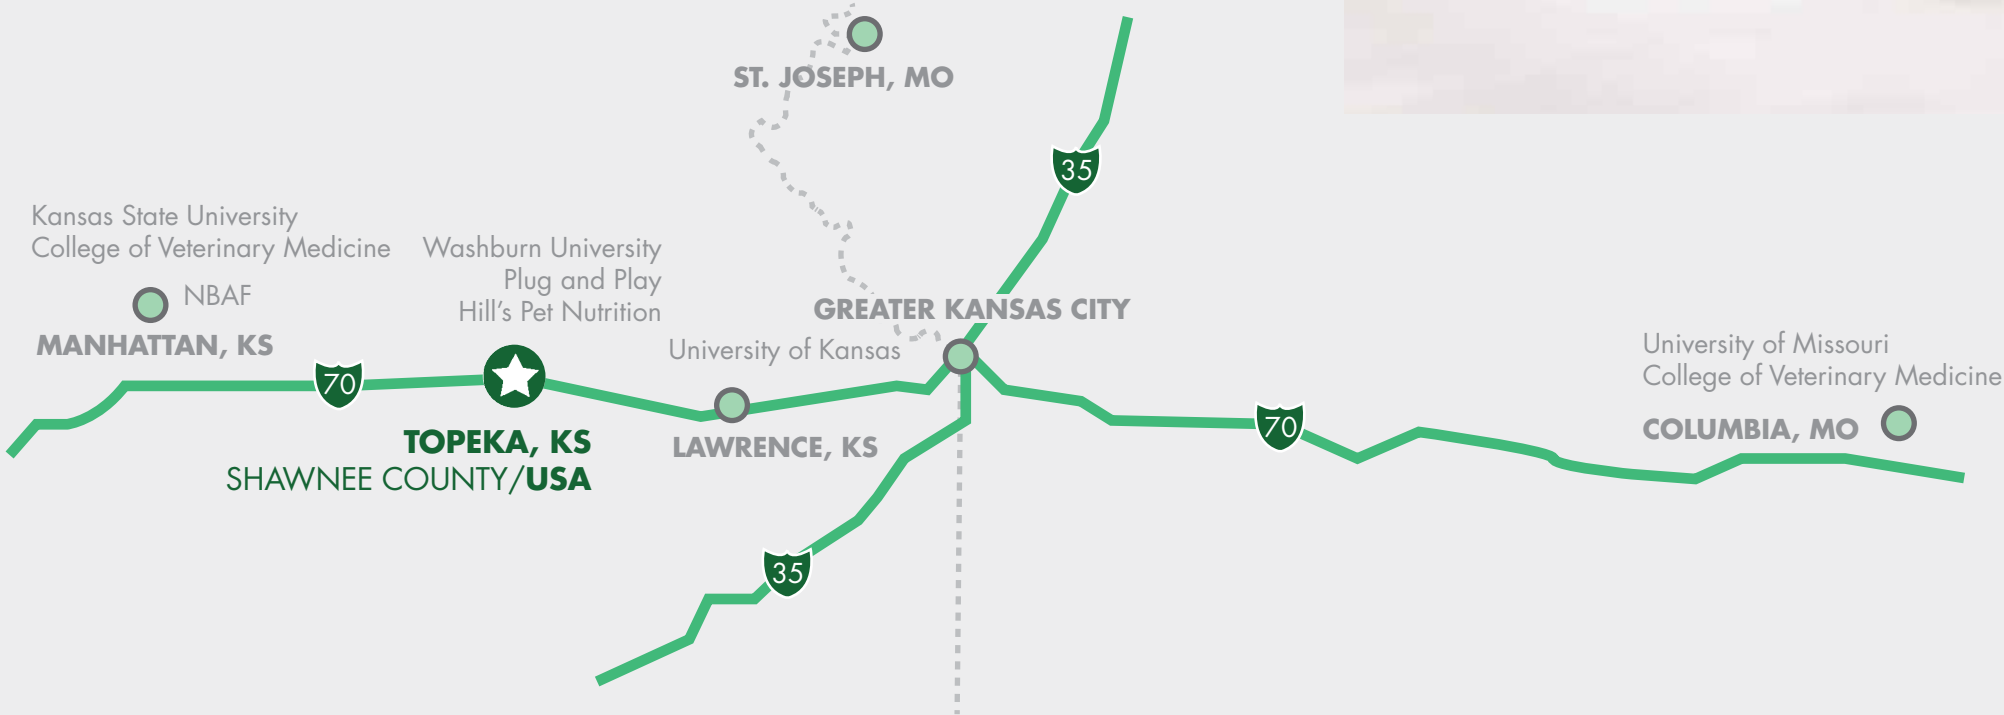 ST. JOSEPH, MO
35
Kansas State University
College of Veterinary Medicine
NBAF
MANHATTAN, KS
Washburn University
Plug and Play
Hill's Pet Nutrition
GREATER KANSAS CITY
University of Kansas
University of Missouri
College of Veterinary Medicine
COLUMBIA, MO
70
70
TOPEKA, KS
SHAWNEE COUNTY/USA
LAWRENCE, KS
35